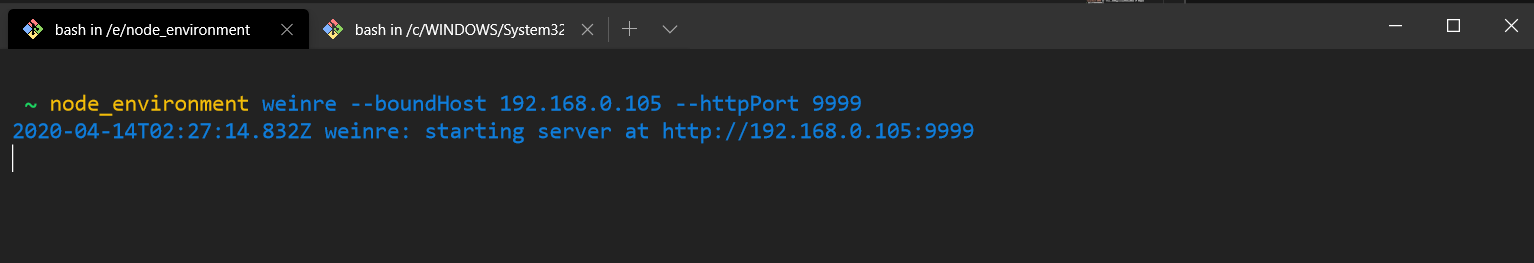 bash in /e/node_environment
bash in /c/WINDOWS/System32
~ node_environment weinre --boundHost 192.168.0.105 --httpPort 9999
2020-04-14T02:27:14.832Z weinre: starting server at http://192.168.0.105:9999